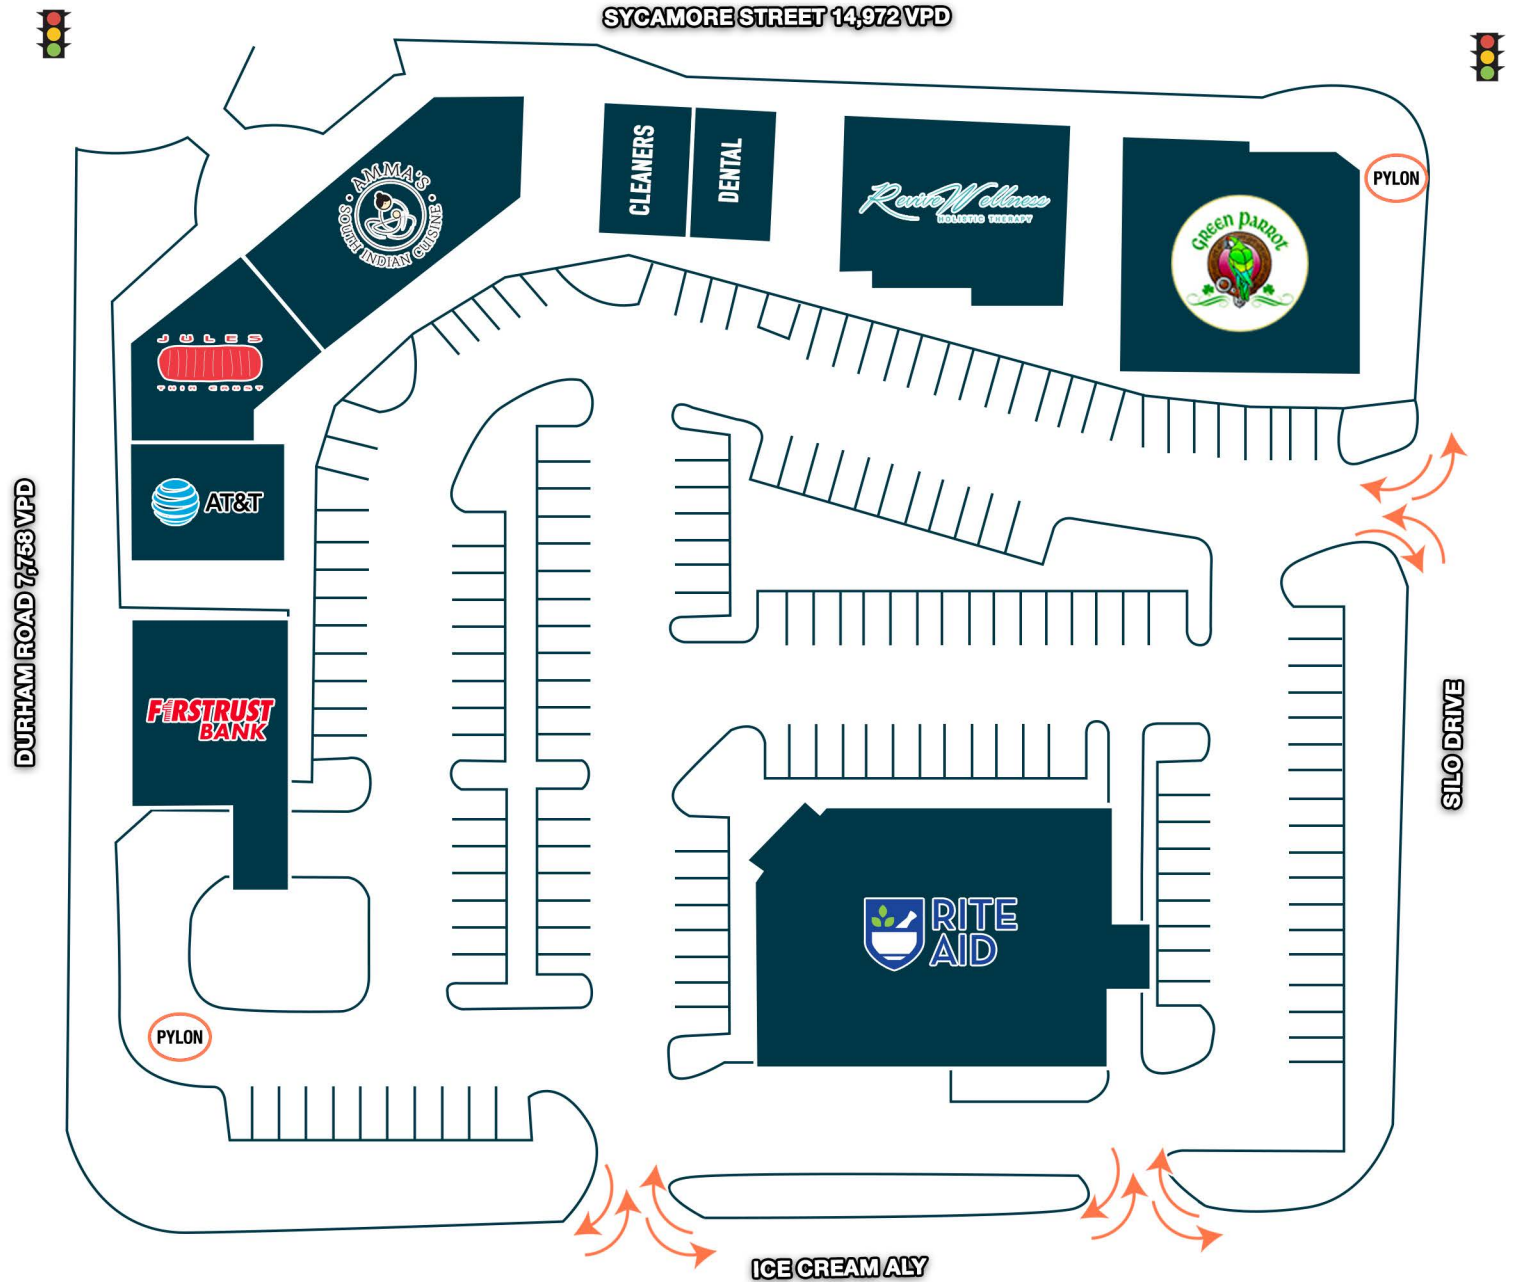 SYCAMORE STREET 14,972 VPD
AMMA'S
SOUTH INDIAN CUISINE
CLEANERS
DENTAL
Revive Wellness
HOLISTIC THERAPY
GREEN PARROT
PYLON
JULES
THIN CRUST
AT&T
DURHAM ROAD 7,758 VPD
FIRSTRUST
BANK
SILO DRIVE
RITE
AID
PYLON
ICE CREAM ALY